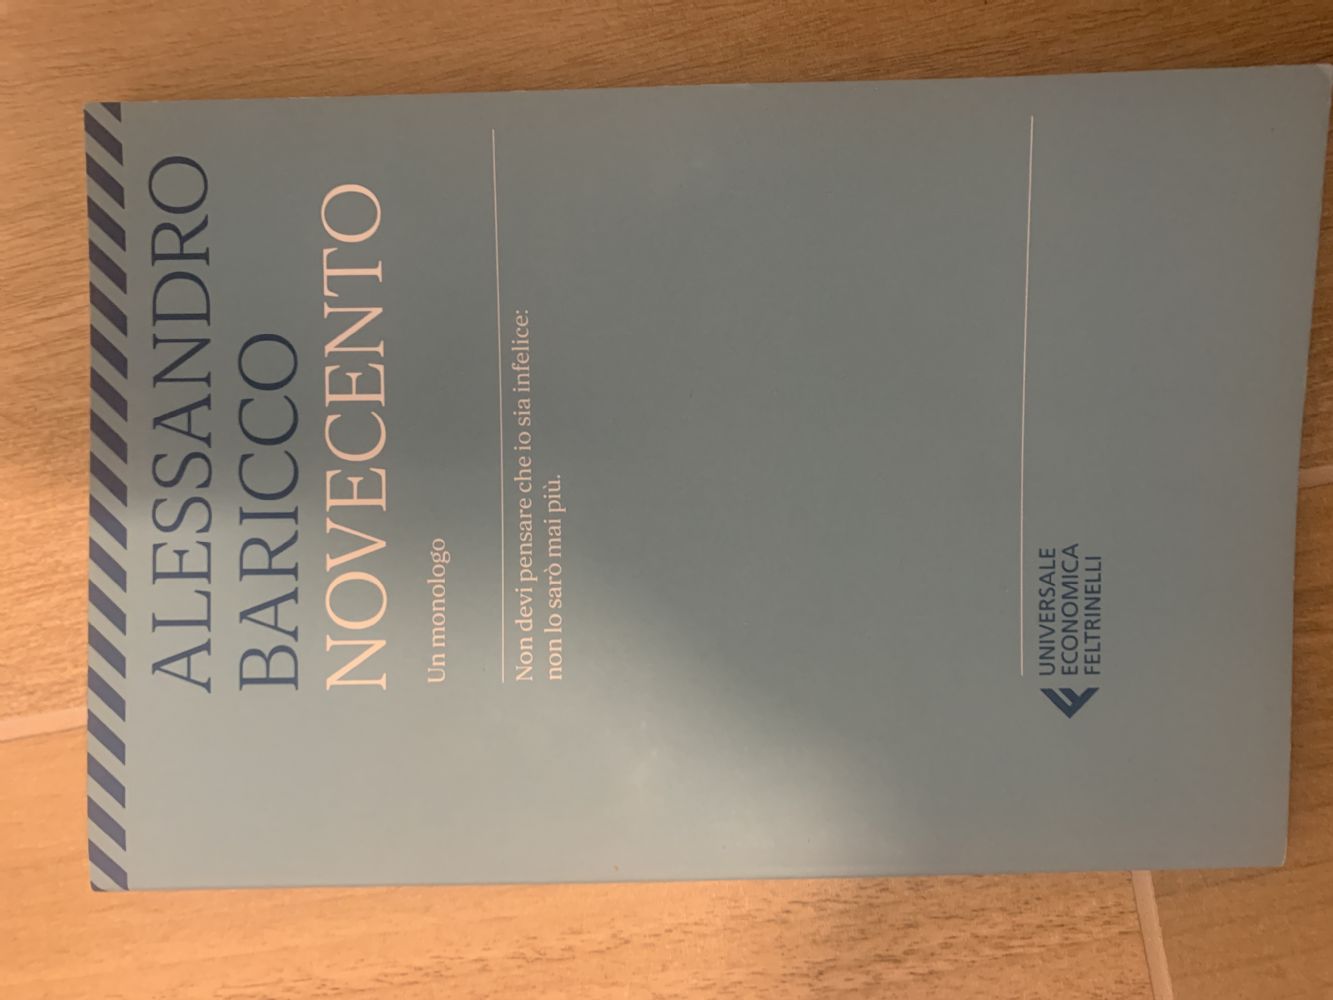 ALESSANDRO
BARICCO
NOVECENTO
Un monologo
Non devi pensare che io sia infelice:
non lo sarò mai più.
UNIVERSALE
ECONOMICA
FELTRINELLI